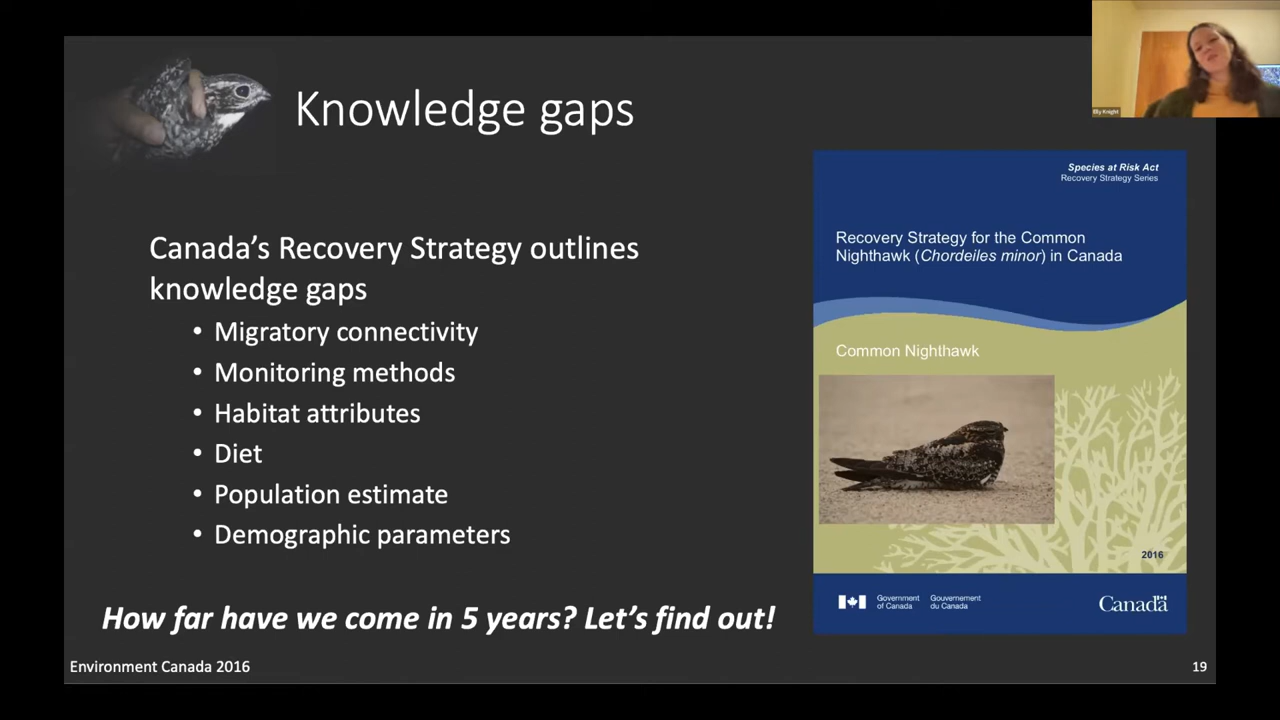 Knowledge gaps
Elly Knight
Canada's Recovery Strategy outlines
knowledge gaps
• Migratory connectivity
• Monitoring methods
• Habitat attributes
• Diet
• Population estimate
• Demographic parameters
How far have we come in 5 years? Let's find out!
Environment Canada 2016
Species at Risk Act
Recovery Strategy Series
Recovery Strategy for the Common
Nighthawk (Chordeiles minor) in Canada
Common Nighthawk
2016
Government
of Canada
Gouvernement
du Canada
Canada
19